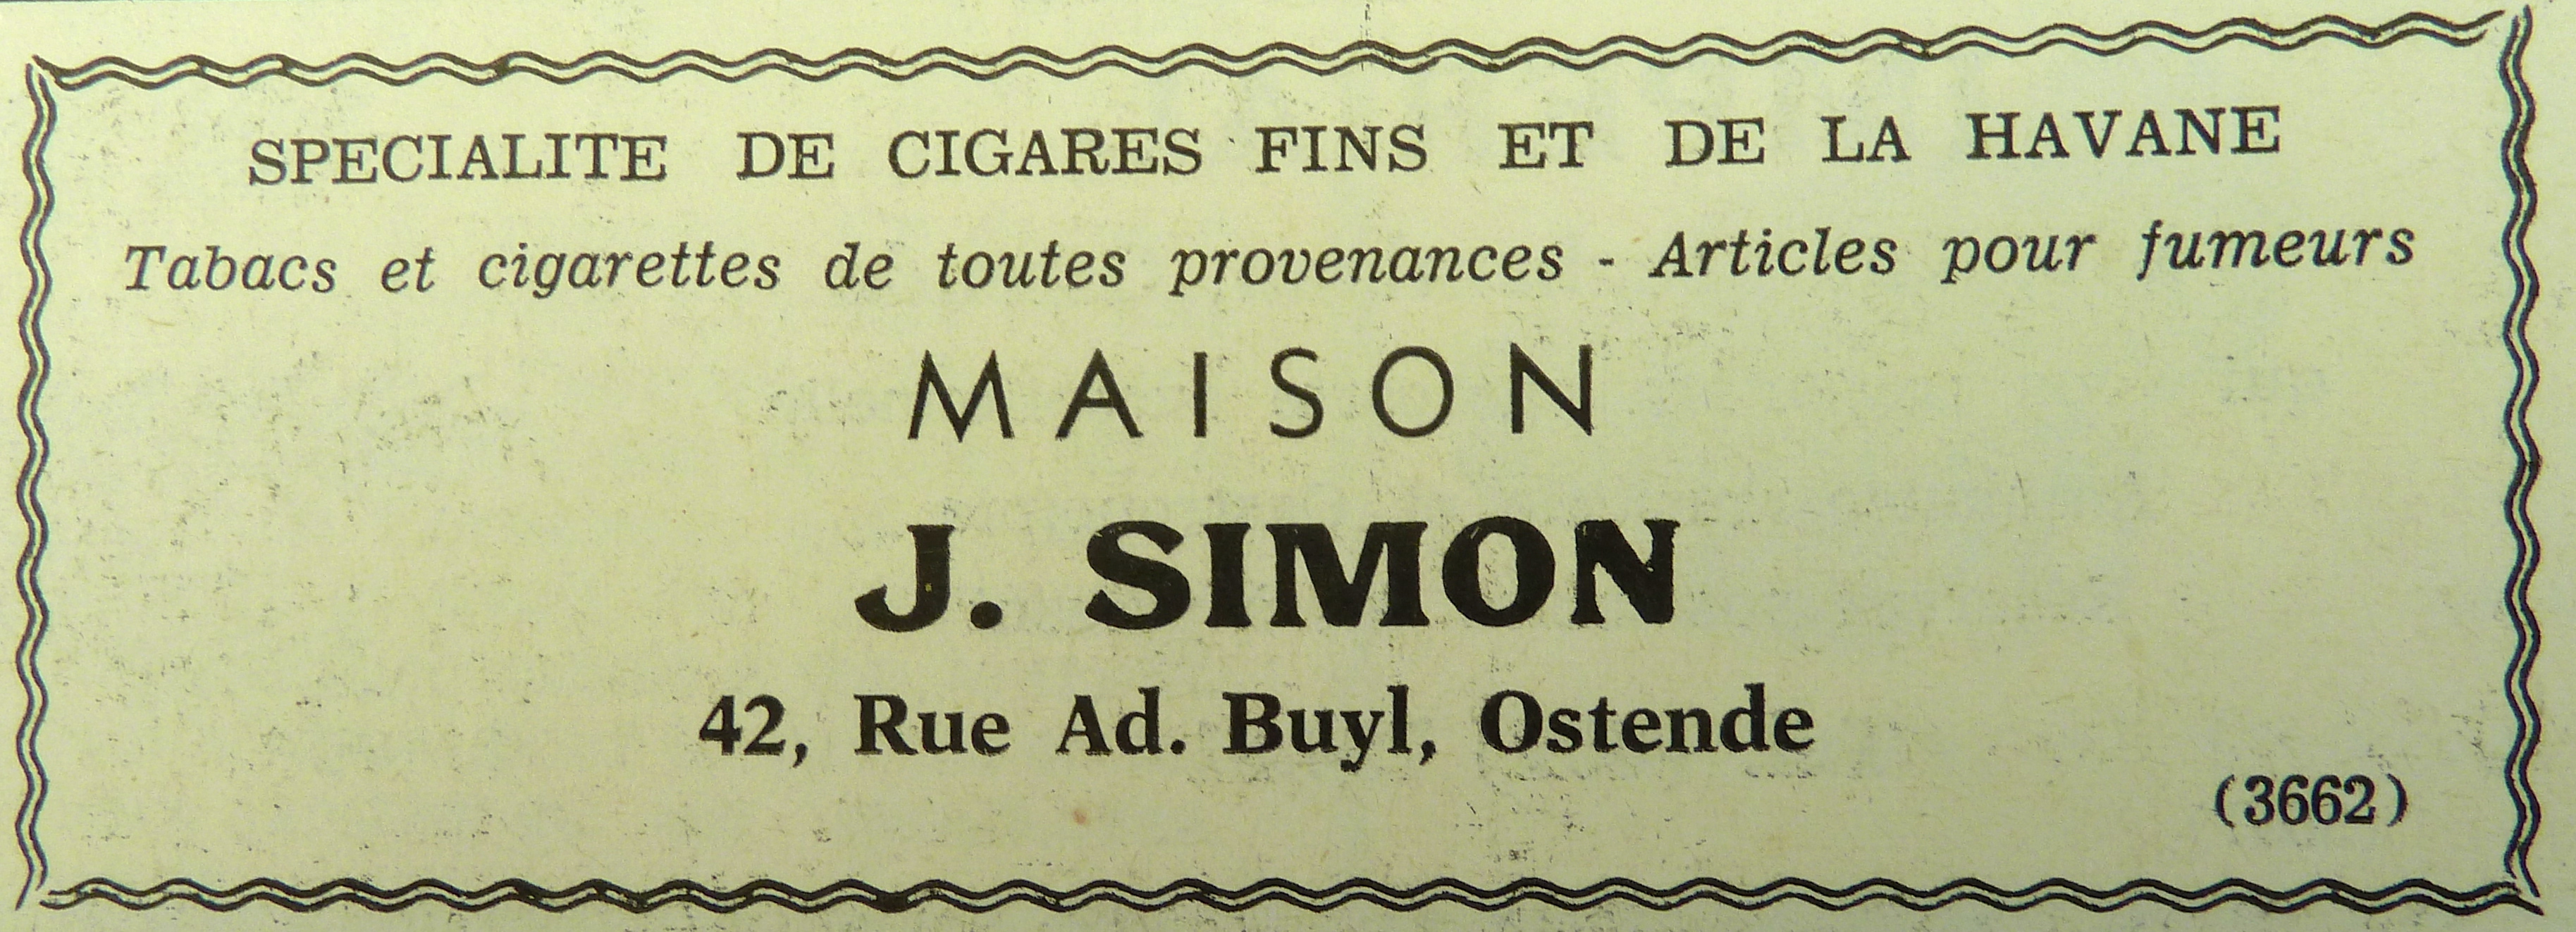 SPECIALITE DE CIGARES FINS ET DE LA HAVANE
Tabacs et cigarettes de toutes provenances - Articles pour fumeurs
MAISON
J. SIMON
42, Rue Ad. Buyl, Ostende
(3662)